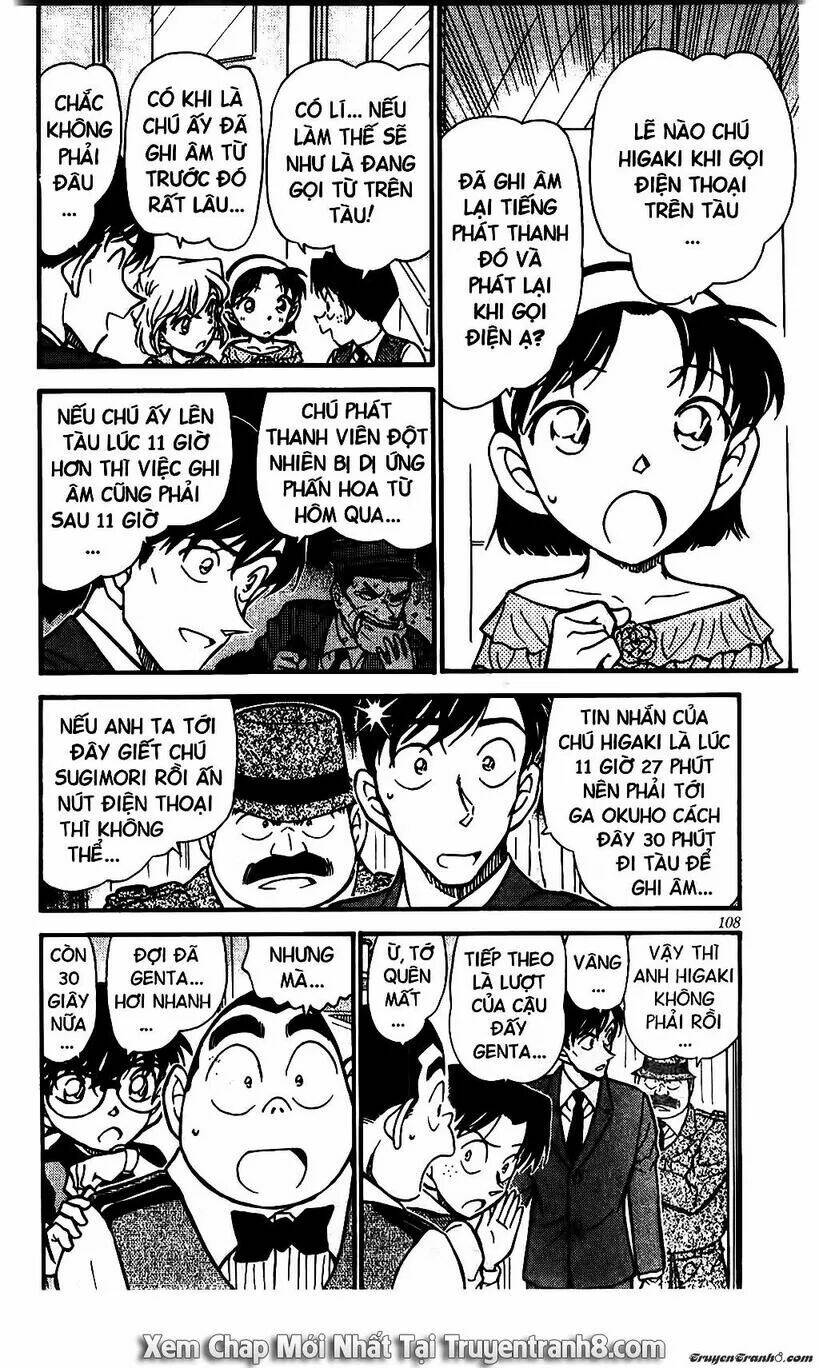 LẼ NÀO CHÚ
HIGAKI KHI GỌI
ĐIỆN THOẠI
TRÊN TÀU
...
ĐÃ GHI ÂM
LẠI TIẾNG
PHÁT THANH
ĐÓ VÀ
PHÁT LẠI
KHI GỌI
ĐIỆN Ạ?
CÓ LÍ... NẾU
LÀM THẾ SẼ
NHƯ LÀ ĐANG
GỌI TỪ TRÊN
TÀU!
CÓ KHI LÀ
CHÚ ẤY ĐÃ
GHI ÂM TỪ
TRƯỚC ĐÓ
RẤT LÂU...
CHẮC
KHÔNG
PHẢI
ĐÂU
...
CHÚ PHÁT
THANH VIÊN ĐỘT
NHIÊN BỊ DỊ ỨNG
PHẤN HOA TỪ
HÔM QUA...
NẾU CHÚ ẤY LÊN
TÀU LÚC 11 GIỜ
HƠN THÌ VIỆC GHI
ÂM CŨNG PHẢI
SAU 11 GIỜ
...
TIN NHẮN CỦA
CHÚ HIGAKI LÀ LÚC
11 GIỜ 27 PHÚT
NÊN PHẢI TỚI
GA OKUHO CÁCH
ĐÂY 30 PHÚT
ĐI TÀU ĐỂ
GHI ÂM...
NẾU ANH TA TỚI
ĐÂY GIẾT CHÚ
SUGIMORI RỒI ẤN
NÚT ĐIỆN THOẠI
THÌ KHÔNG
THỂ...
108
VẬY THÌ
ANH HIGAKI
KHÔNG
PHẢI RỒI
...
VÂNG
...
TIẾP THEO
LÀ LƯỢT
CỦA CẬU
ĐẤY
GENTA...
Ừ, TỚ
QUÊN
MẤT
...
NHƯNG
MÀ...
ĐỢI ĐÃ
GENTA...
HƠI NHANH
...
CÒN
30
GIÂY
NỮA
Xem Chap Mới Nhất Tại Truyentranh8.com
TruyenTranh8.com